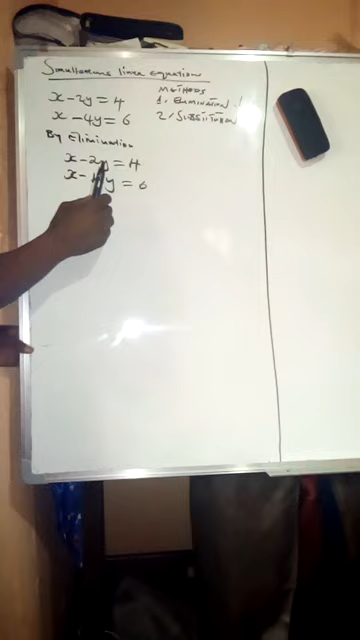 Simultaneous linear equation
x - 2y = 4
x - 4y = 6
METHODS
1/ ELIMINATION
2/ SUBSTITUTION
By Elimination
x - 2y = 4
x - 4y = 6